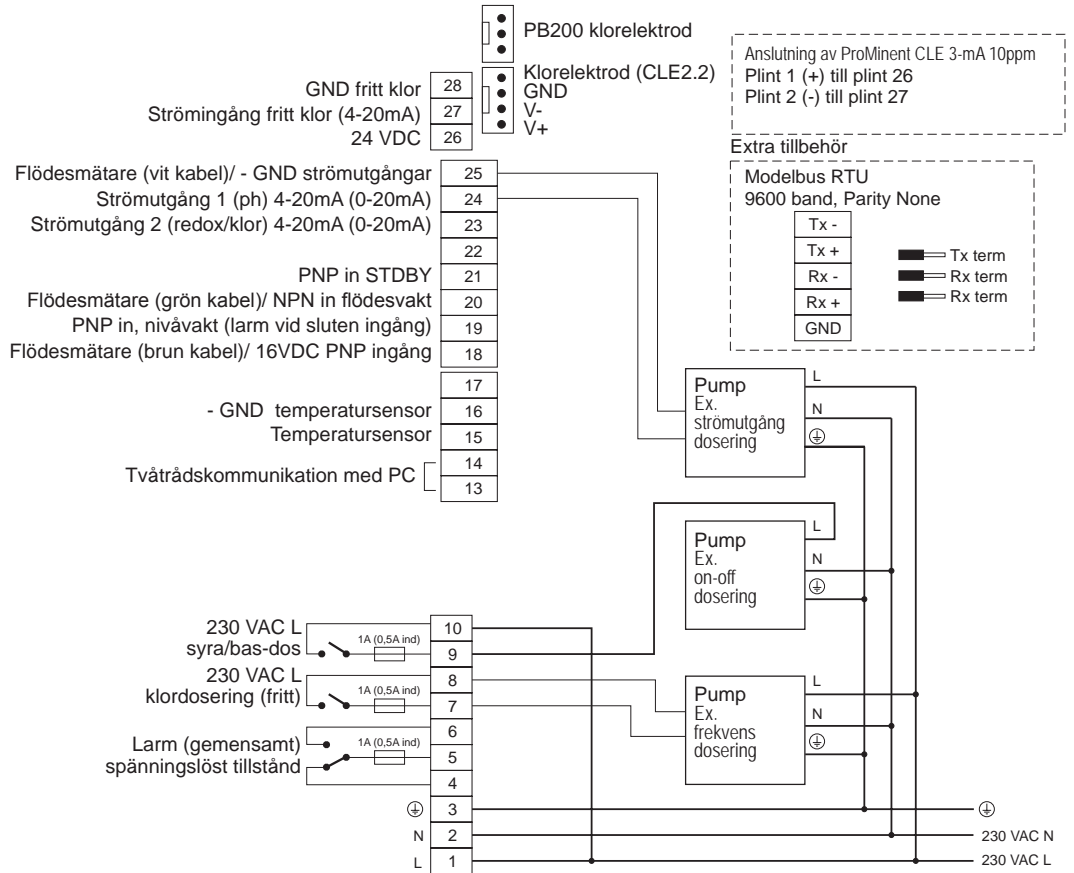 PB200 klorelektrod
Klorelektrod (CLE2.2)
GND
V-
V+
Anslutning av ProMinent CLE 3-mA 10ppm
Plint 1 (+) till plint 26
Plint 2 (-) till plint 27
GND fritt klor 28
Strömingång fritt klor (4-20mA) 27
24 VDC 26
Extra tillbehör
Modelbus RTU
9600 band, Parity None
Tx -
Tx +
Rx -
Rx +
GND
Tx term
Rx term
Rx term
Flödesmätare (vit kabel)/ - GND strömutgångar 25
Strömutgång 1 (ph) 4-20mA (0-20mA) 24
Strömutgång 2 (redox/klor) 4-20mA (0-20mA) 23
22
PNP in STDBY 21
Flödesmätare (grön kabel)/ NPN in flödesvakt 20
PNP in, nivåvakt (larm vid sluten ingång) 19
Flödesmätare (brun kabel)/ 16VDC PNP ingång 18
17
- GND temperatursensor 16
Temperatursensor 15
Tvåtrådskommunikation med PC 14
13
Pump
Ex.
strömutgång
dosering
L
N
Pump
Ex.
on-off
dosering
L
N
Pump
Ex.
frekvens
dosering
L
N
230 VAC L
syra/bas-dos
1A (0,5A ind)
10
9
230 VAC L
klordosering (fritt)
1A (0,5A ind)
8
7
Larm (gemensamt)
spänningslöst tillstånd
1A (0,5A ind)
6
5
4
3
N 2 230 VAC N
L 1 230 VAC L